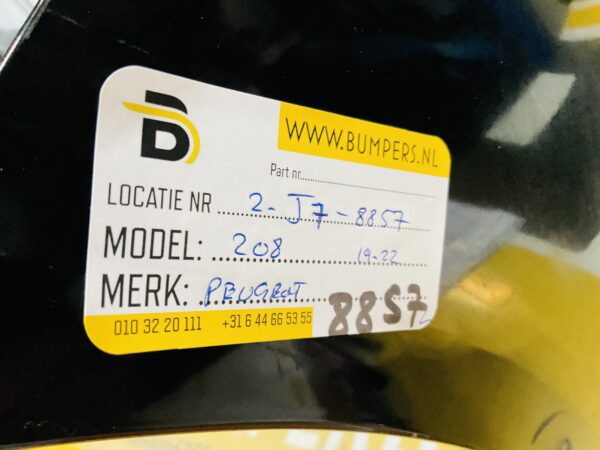 B
WWW.BUMPERS.NL
Part nr.
LOCATIE NR 2-J7-8857
MODEL: 208 19-22
MERK: PEUGEOT
010 32 20 111 +31 6 44 66 53 55
8857